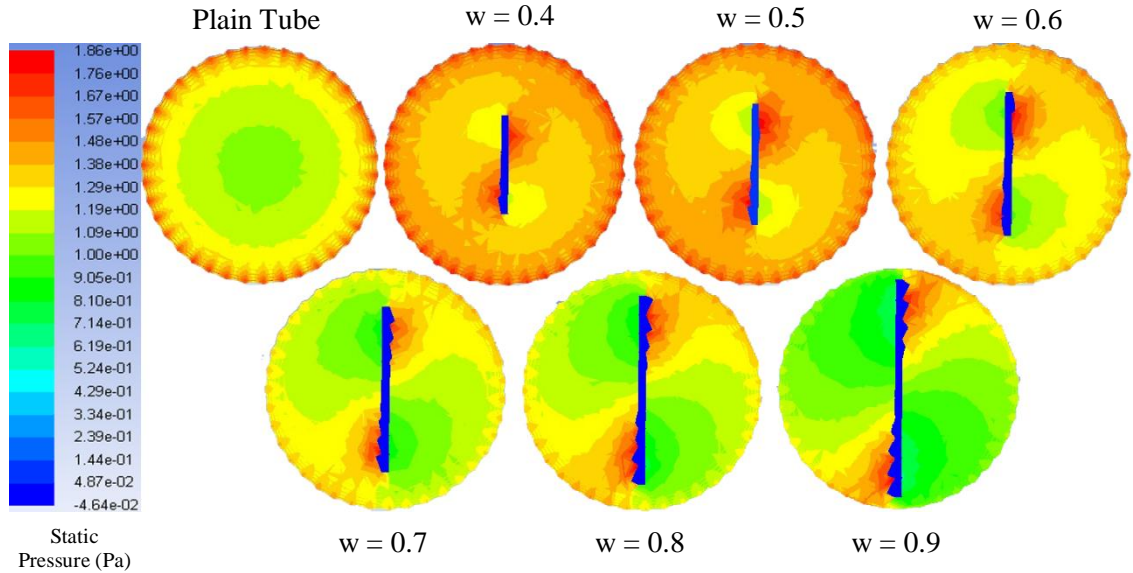 Plain Tube
w = 0.4
w = 0.5
w = 0.6
1.86e+00
1.76e+00
1.67e+00
1.57e+00
1.48e+00
1.38e+00
1.29e+00
1.19e+00
1.09e+00
1.00e+00
9.05e-01
8.10e-01
7.14e-01
6.19e-01
5.24e-01
4.29e-01
3.34e-01
2.39e-01
1.44e-01
4.87e-02
-4.64e-02
Static
Pressure (Pa)
w = 0.7
w = 0.8
w = 0.9